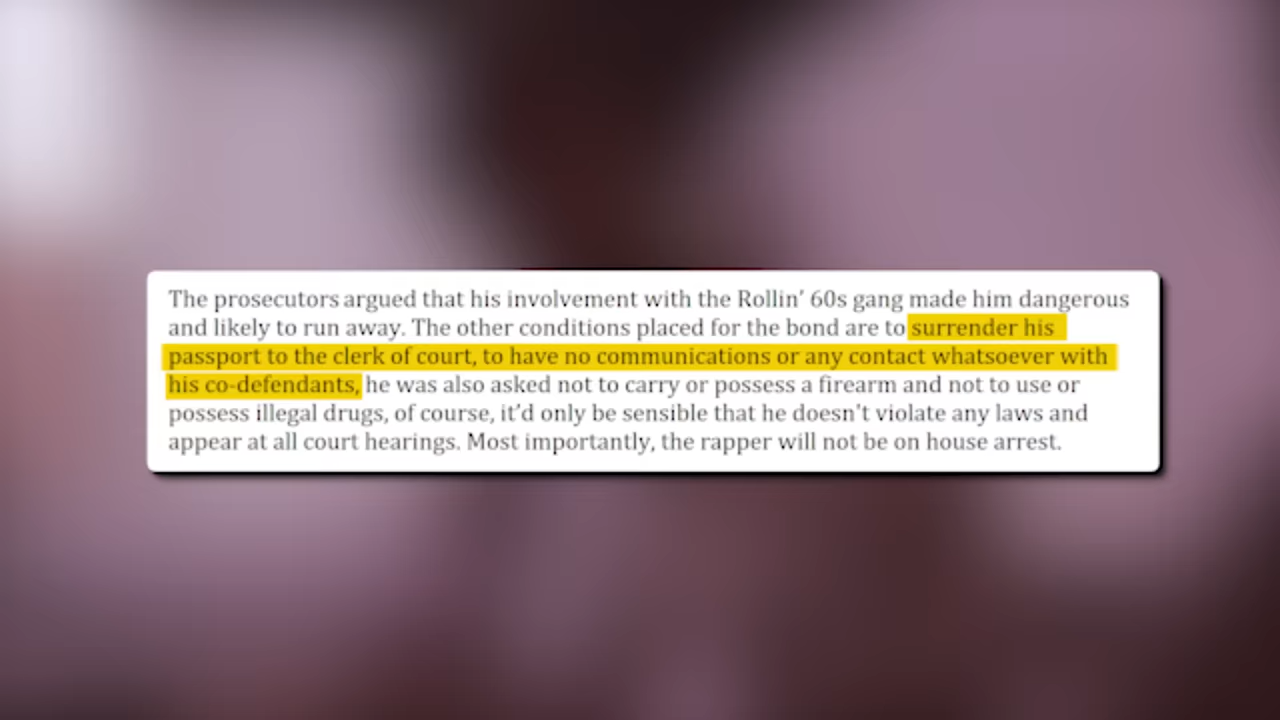 The prosecutors argued that his involvement with the Rollin’ 60s gang made him dangerous
and likely to run away. The other conditions placed for the bond are to surrender his
passport to the clerk of court, to have no communications or any contact whatsoever with
his co-defendants, he was also asked not to carry or possess a firearm and not to use or
possess illegal drugs, of course, it’d only be sensible that he doesn't violate any laws and
appear at all court hearings. Most importantly, the rapper will not be on house arrest.